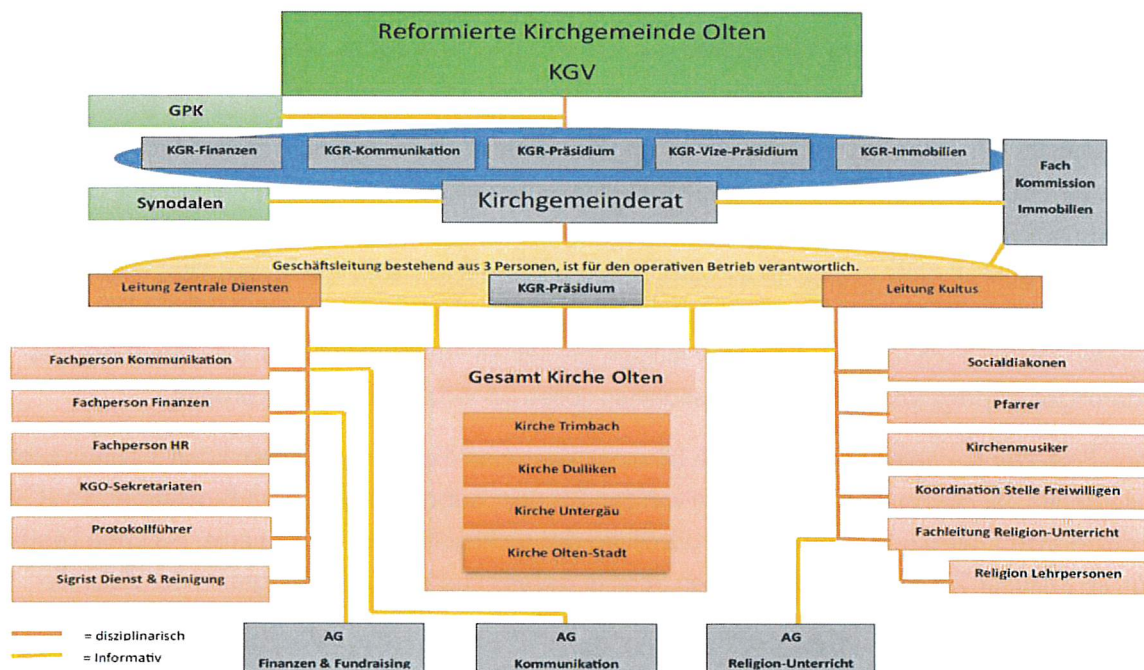 Reformierte Kirchgemeinde Olten
KGV
GPK
KGR-Finanzen
KGR-Kommunikation
KGR-Präsidium
KGR-Vize-Präsidium
KGR-Immobilien
Fach
Kommission
Immobilien
Synodalen
Kirchgemeinderat
Geschäftsleitung bestehend aus 3 Personen, ist für den operativen Betrieb verantwortlich.
Leitung Zentrale Diensten
KGR-Präsidium
Leitung Kultus
Fachperson Kommunikation
Fachperson Finanzen
Fachperson HR
KGO-Sekretariaten
Protokollführer
Sigrist Dienst & Reinigung
Gesamt Kirche Olten
Kirche Trimbach
Kirche Dulliken
Kirche Untergäu
Kirche Olten-Stadt
Socialdiakonen
Pfarrer
Kirchenmusiker
Koordination Stelle Freiwilligen
Fachleitung Religion-Unterricht
Religion Lehrpersonen
= disziplinarisch
= Informativ
AG
Finanzen & Fundraising
AG
Kommunikation
AG
Religion-Unterricht